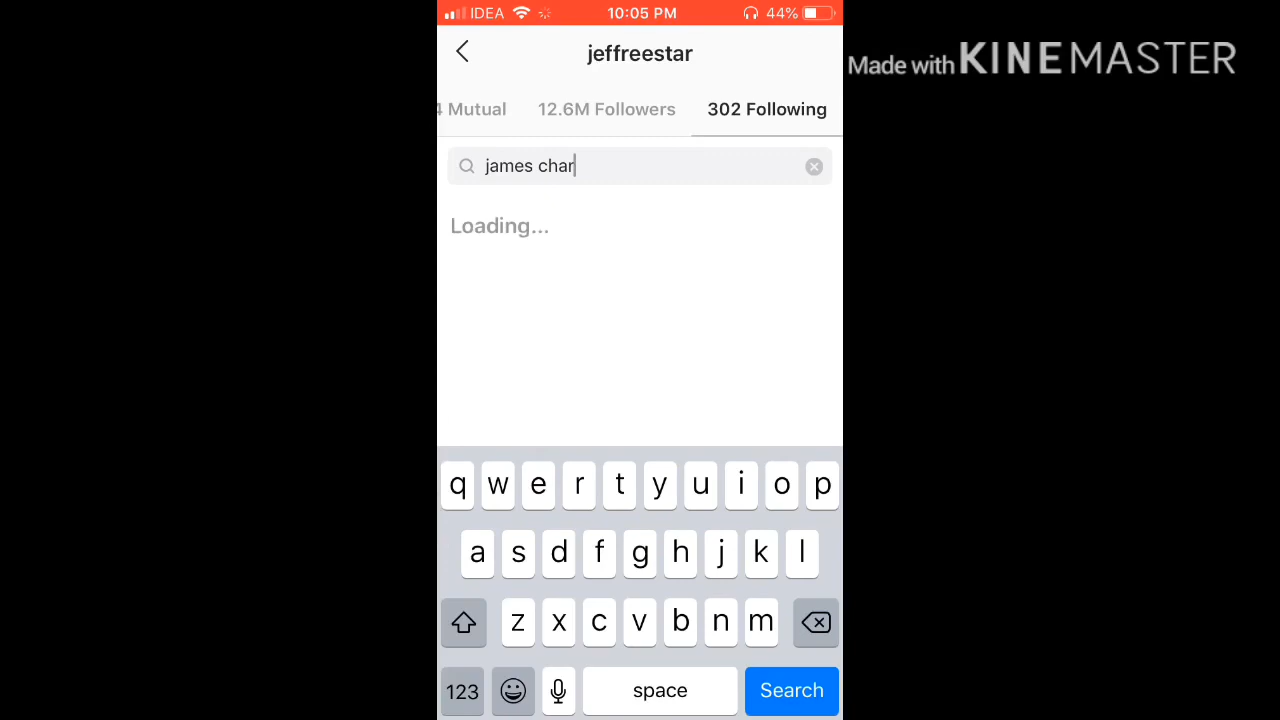 IDEA 10:05 PM 44%
jeffreestar
Mutual 12.6M Followers 302 Following
james char
Loading...
q w e r t y u i o p
a s d f g h j k l
z x c v b n m
123 space Search
Made with KINEMASTER